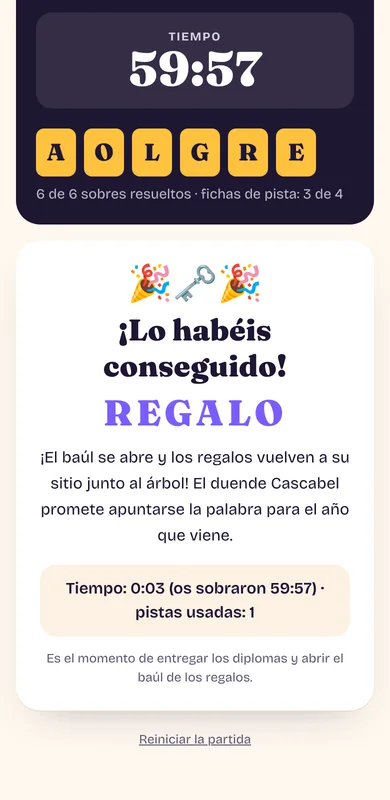 TIEMPO
59:57
A O L G R E
6 de 6 sobres resueltos · fichas de pista: 3 de 4
¡Lo habéis
conseguido!
REGALO
¡El baúl se abre y los regalos vuelven a su
sitio junto al árbol! El duende Cascabel
promete apuntarse la palabra para el año
que viene.
Tiempo: 0:03 (os sobraron 59:57) ·
pistas usadas: 1
Es el momento de entregar los diplomas y abrir el
baúl de los regalos.
Reiniciar la partida